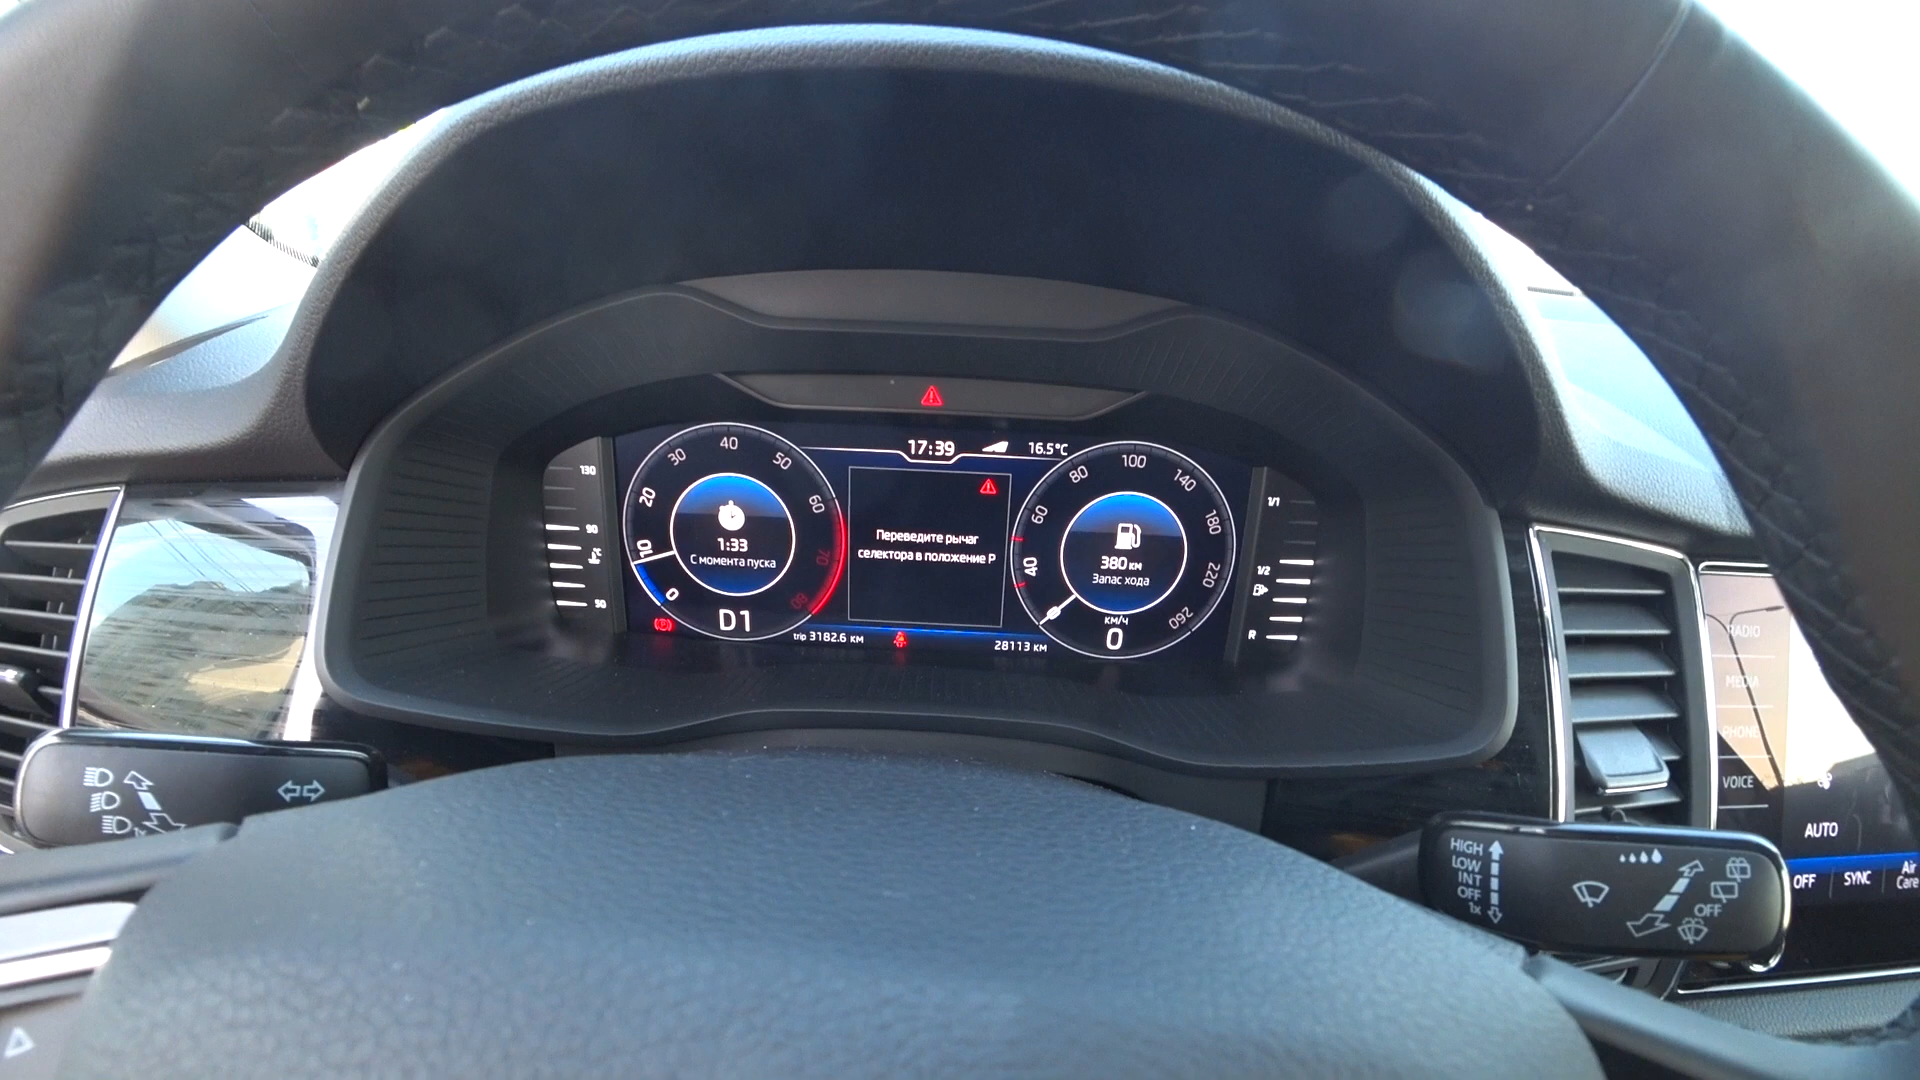 17:39 16.5°C
130
90
°C
50
0 10 20 30 40 50 60 70 80
1:33
С момента пуска
D1
Переведите рычаг
селектора в положение P
trip 3182.6 км
28113 км
0 40 60 80 100 140 180 220 260
380 км
Запас хода
км/ч
0
1/1
1/2
R
RADIO
MEDIA
PHONE
VOICE
AUTO
OFF SYNC Air
Care
HIGH
LOW
INT
OFF
1x
OFF